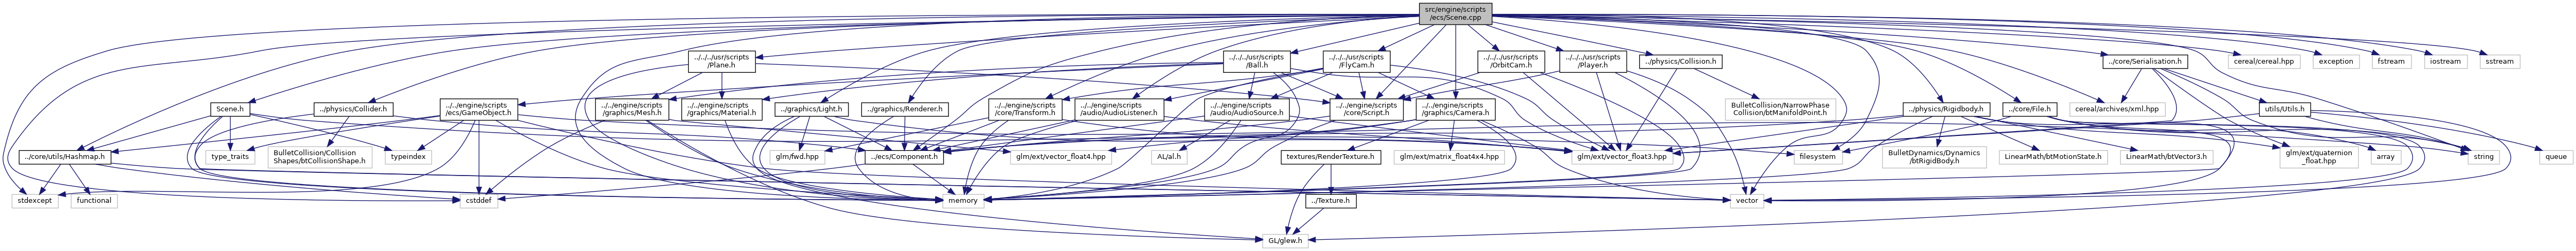 src/engine/scripts
/ecs/Scene.cpp
../../../usr/scripts
/Plane.h
../../../usr/scripts
/Ball.h
../../../usr/scripts
/FlyCam.h
../../../usr/scripts
/OrbitCam.h
../../../usr/scripts
/Player.h
../physics/Collision.h
../core/Serialisation.h
cereal/cereal.hpp
exception
fstream
iostream
sstream
Scene.h
../physics/Collider.h
../../engine/scripts
/ecs/GameObject.h
../../engine/scripts
/graphics/Mesh.h
../../engine/scripts
/graphics/Material.h
../graphics/Light.h
../graphics/Renderer.h
../../engine/scripts
/core/Transform.h
../../engine/scripts
/audio/AudioListener.h
../../engine/scripts
/audio/AudioSource.h
../../engine/scripts
/core/Script.h
../../engine/scripts
/graphics/Camera.h
BulletCollision/NarrowPhase
Collision/btManifoldPoint.h
../physics/Rigidbody.h
../core/File.h
cereal/archives/xml.hpp
utils/Utils.h
../core/utils/Hashmap.h
type_traits
BulletCollision/Collision
Shapes/btCollisionShape.h
typeindex
glm/fwd.hpp
../ecs/Component.h
glm/ext/vector_float4.hpp
AL/al.h
textures/RenderTexture.h
glm/ext/matrix_float4x4.hpp
glm/ext/vector_float3.hpp
filesystem
BulletDynamics/Dynamics
/btRigidBody.h
LinearMath/btMotionState.h
LinearMath/btVector3.h
glm/ext/quaternion
_float.hpp
array
string
queue
stdexcept
functional
cstddef
memory
../Texture.h
vector
GL/glew.h